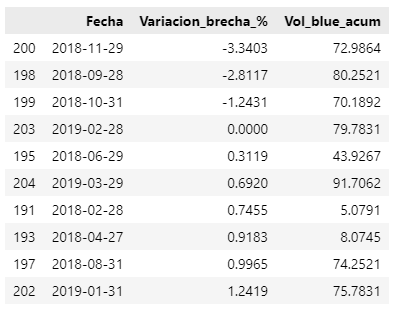 Fecha Variacion_brecha_% Vol_blue_acum
200 2018-11-29 -3.3403 72.9864
198 2018-09-28 -2.8117 80.2521
199 2018-10-31 -1.2431 70.1892
203 2019-02-28 0.0000 79.7831
195 2018-06-29 0.3119 43.9267
204 2019-03-29 0.6920 91.7062
191 2018-02-28 0.7455 5.0791
193 2018-04-27 0.9183 8.0745
197 2018-08-31 0.9965 74.2521
202 2019-01-31 1.2419 75.7831